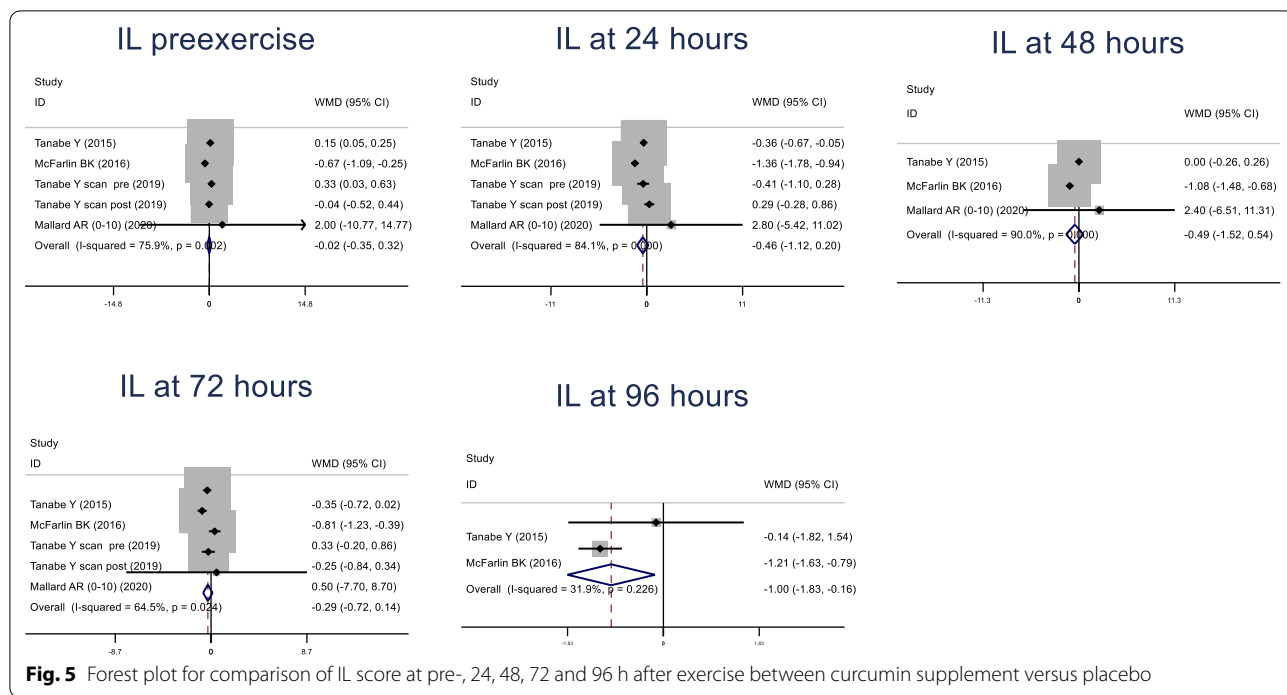 IL preexercise
Study
ID WMD (95% CI)
Tanabe Y (2015) 0.15 (0.05, 0.25)
McFarlin BK (2016) -0.67 (-1.09, -0.25)
Tanabe Y scan pre (2019) 0.33 (0.03, 0.63)
Tanabe Y scan post (2019) -0.04 (-0.52, 0.44)
Mallard AR (0-10) (2020) 2.00 (-10.77, 14.77)
Overall (I-squared = 75.9%, p = 0.002) -0.02 (-0.35, 0.32)
-14.8 0 14.8
IL at 24 hours
Study
ID WMD (95% CI)
Tanabe Y (2015) -0.36 (-0.67, -0.05)
McFarlin BK (2016) -1.36 (-1.78, -0.94)
Tanabe Y scan pre (2019) -0.41 (-1.10, 0.28)
Tanabe Y scan post (2019) 0.29 (-0.28, 0.86)
Mallard AR (0-10) (2020) 2.80 (-5.42, 11.02)
Overall (I-squared = 84.1%, p = 0.000) -0.46 (-1.12, 0.20)
-11 0 11
IL at 48 hours
Study
ID WMD (95% CI)
Tanabe Y (2015) 0.00 (-0.26, 0.26)
McFarlin BK (2016) -1.08 (-1.48, -0.68)
Mallard AR (0-10) (2020) 2.40 (-6.51, 11.31)
Overall (I-squared = 90.0%, p = 0.000) -0.49 (-1.52, 0.54)
-11.3 0 11.3
IL at 72 hours
Study
ID WMD (95% CI)
Tanabe Y (2015) -0.35 (-0.72, 0.02)
McFarlin BK (2016) -0.81 (-1.23, -0.39)
Tanabe Y scan pre (2019) 0.33 (-0.20, 0.86)
Tanabe Y scan post (2019) -0.25 (-0.84, 0.34)
Mallard AR (0-10) (2020) 0.50 (-7.70, 8.70)
Overall (I-squared = 64.5%, p = 0.024) -0.29 (-0.72, 0.14)
-8.7 0 8.7
IL at 96 hours
Study
ID WMD (95% CI)
Tanabe Y (2015) -0.14 (-1.82, 1.54)
McFarlin BK (2016) -1.21 (-1.63, -0.79)
Overall (I-squared = 31.9%, p = 0.226) -1.00 (-1.83, -0.16)
-1.83 0 1.83
Fig. 5 Forest plot for comparison of IL score at pre-, 24, 48, 72 and 96 h after exercise between curcumin supplement versus placebo